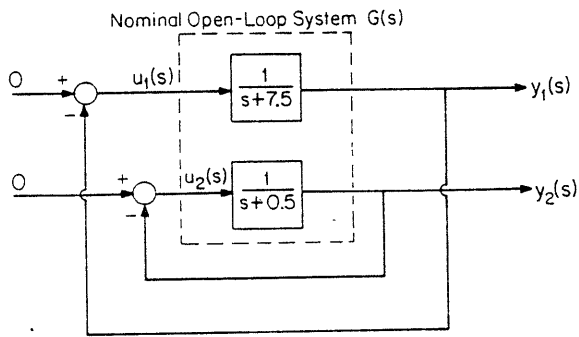 Nominal Open-Loop System G(s)
0 + - u₁(s) 1/(s+7.5) y₁(s)
0 + - u₂(s) 1/(s+0.5) y₂(s)